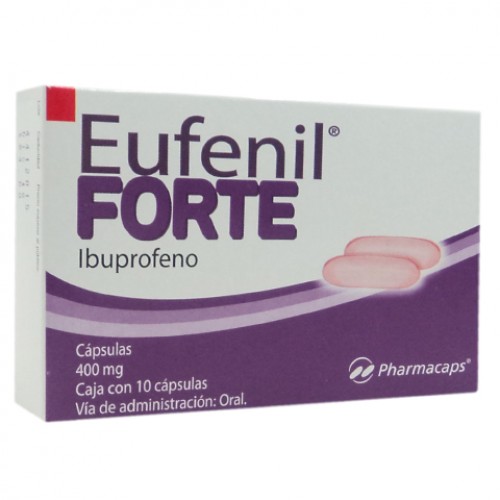 Eufenil®
FORTE
Ibuprofeno
Cápsulas
400 mg
Caja con 10 cápsulas
Vía de administración: Oral.
Pharmacaps®